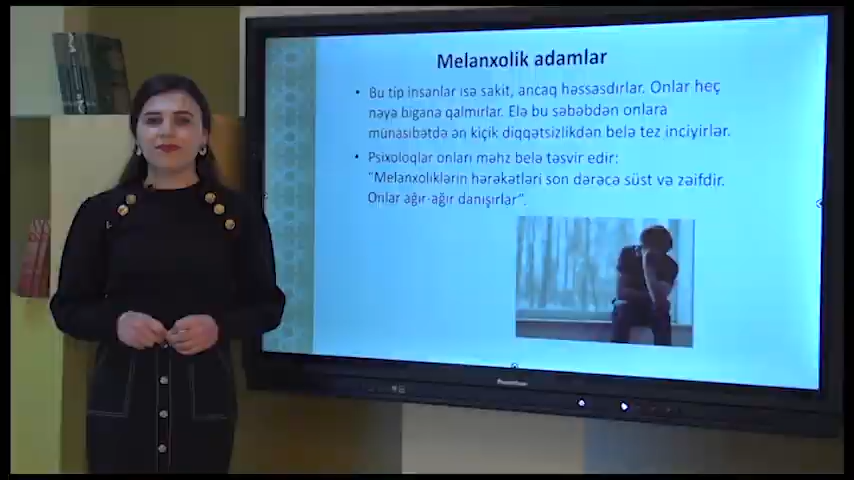 Melanxolik adamlar
• Bu tip insanlar isə sakit, ancaq həssasdırlar. Onlar heç
nəyə biganə qalmırlar. Elə bu səbəbdən onlara
münasibətdə ən kiçik diqqətsizlikdən belə tez inciyirlər.
• Psixoloqlar onları məhz belə təsvir edir:
"Melanxoliklərin hərəkətləri son dərəcə süst və zəifdir.
Onlar ağır-ağır danışırlar".